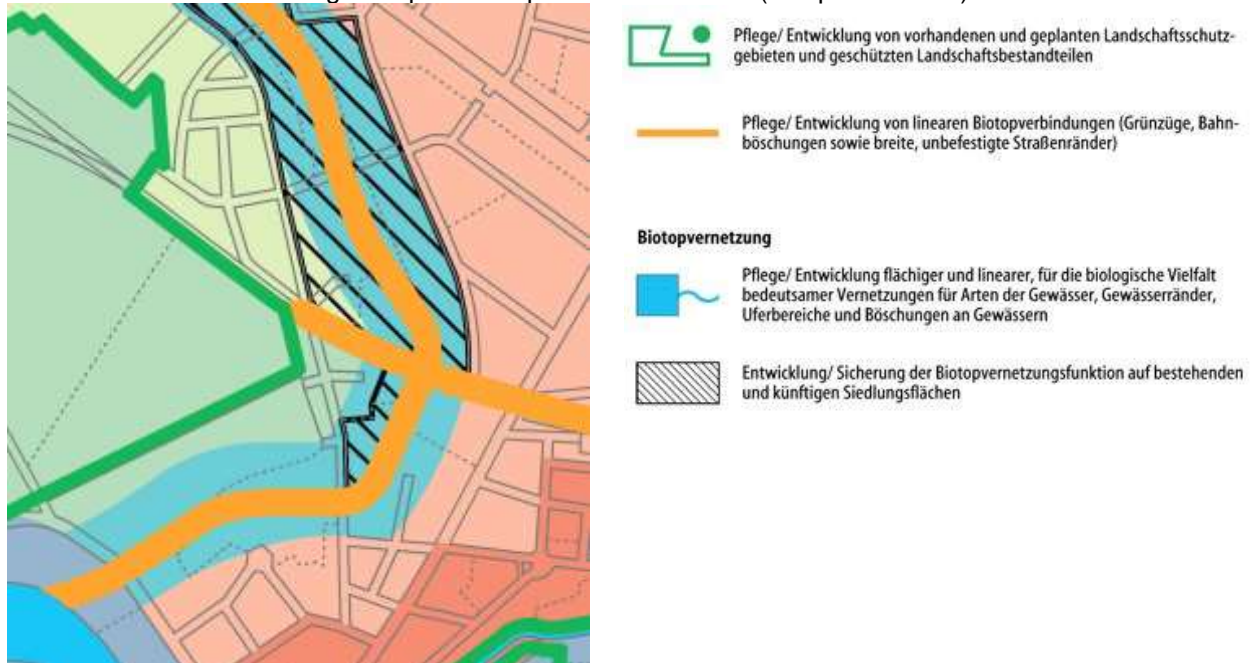 Pflege/ Entwicklung von vorhandenen und geplanten Landschaftsschutz-
gebieten und geschützten Landschaftsbestandteilen
Pflege/ Entwicklung von linearen Biotopverbindungen (Grünzüge, Bahn-
böschungen sowie breite, unbefestigte Straßenränder)
Biotopvernetzung
Pflege/ Entwicklung flächiger und linearer, für die biologische Vielfalt
bedeutsamer Vernetzungen für Arten der Gewässer, Gewässerränder,
Uferbereiche und Böschungen an Gewässern
Entwicklung/ Sicherung der Biotopvernetzungsfunktion auf bestehenden
und künftigen Siedlungsflächen